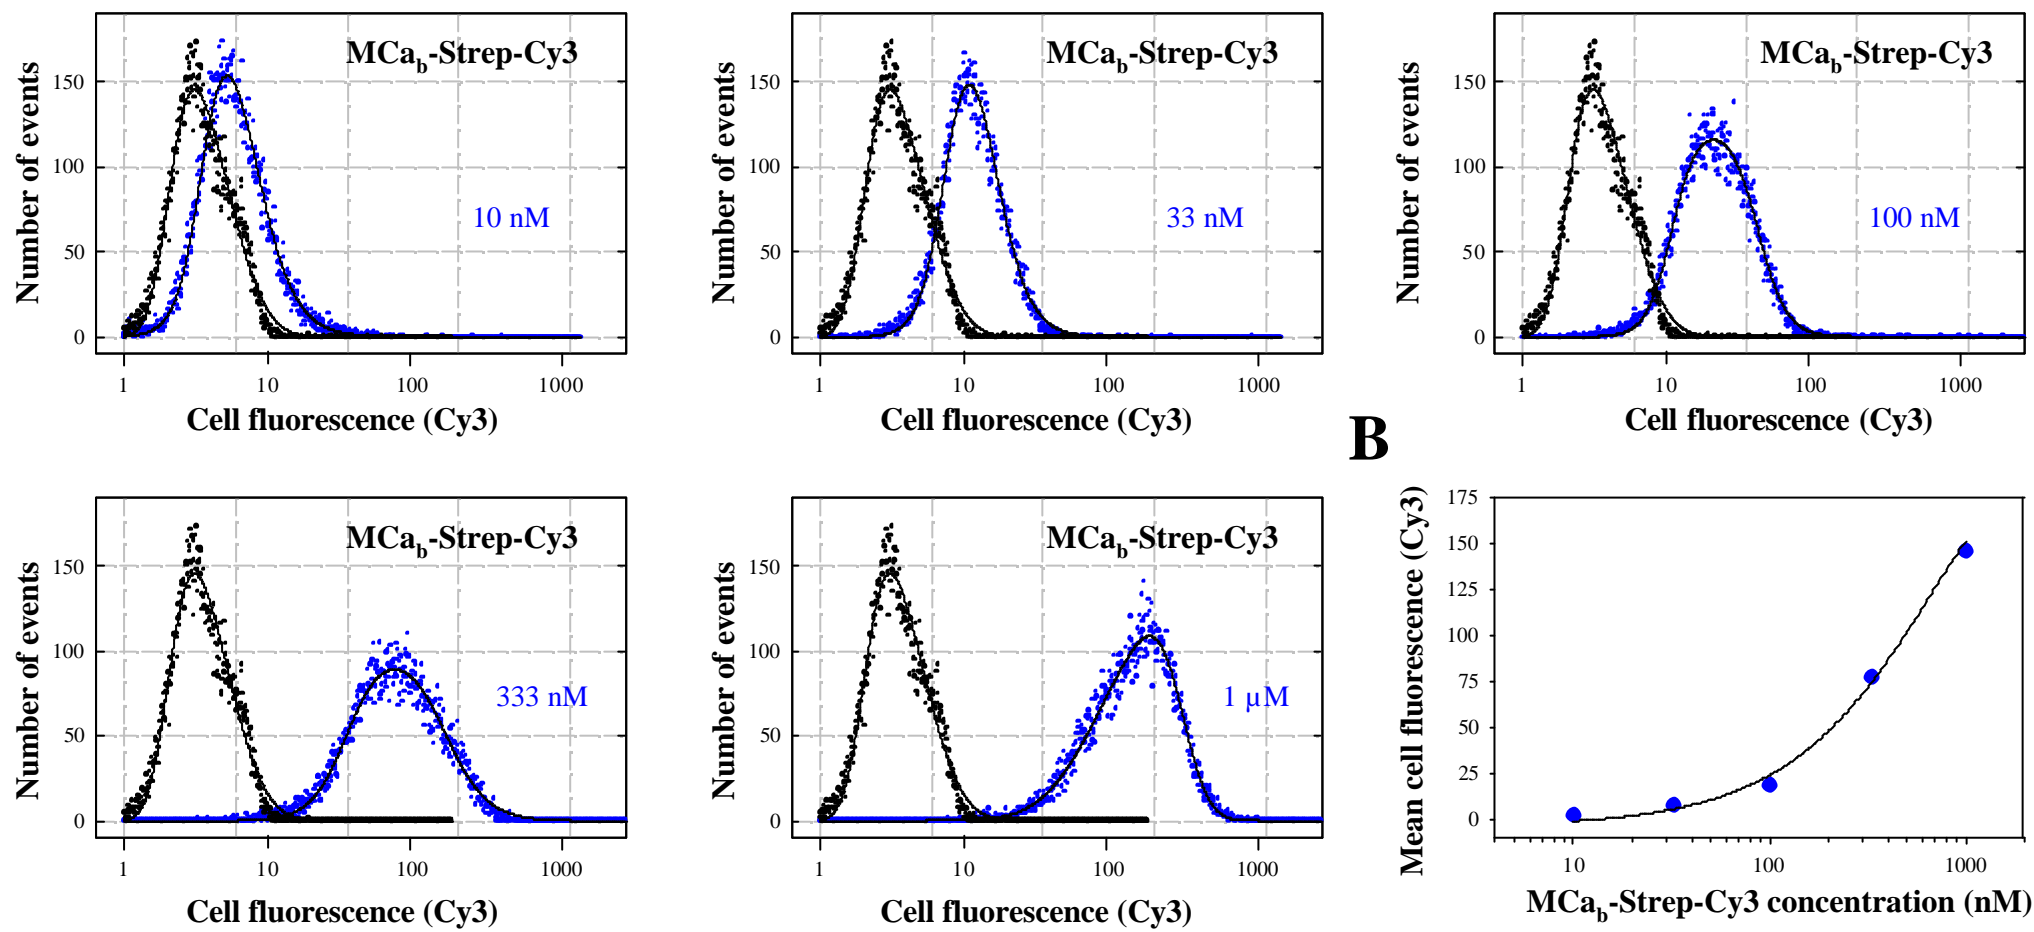 MCab-Strep-Cy3
Number of events
150
100
50
0
10 nM
1
10
100
1000
Cell fluorescence (Cy3)
MCab-Strep-Cy3
Number of events
150
100
50
0
33 nM
1
10
100
1000
Cell fluorescence (Cy3)
MCab-Strep-Cy3
Number of events
150
100
50
0
100 nM
1
10
100
1000
Cell fluorescence (Cy3)
MCab-Strep-Cy3
Number of events
150
100
50
0
333 nM
1
10
100
1000
Cell fluorescence (Cy3)
MCab-Strep-Cy3
Number of events
150
100
50
0
1 µM
1
10
100
1000
Cell fluorescence (Cy3)
B
Mean cell fluorescence (Cy3)
175
150
125
100
75
50
25
0
10
100
1000
MCab-Strep-Cy3 concentration (nM)